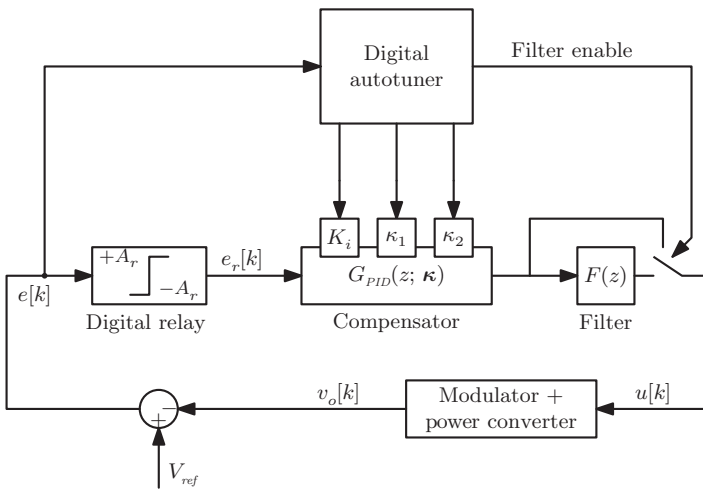 Digital
autotuner
Filter enable
K_i
κ_1
κ_2
+A_r
−A_r
e_r[k]
G_PID(z; κ)
F(z)
e[k]
Digital relay
Compensator
Filter
v_o[k]
Modulator +
power converter
u[k]
−
+
V_ref